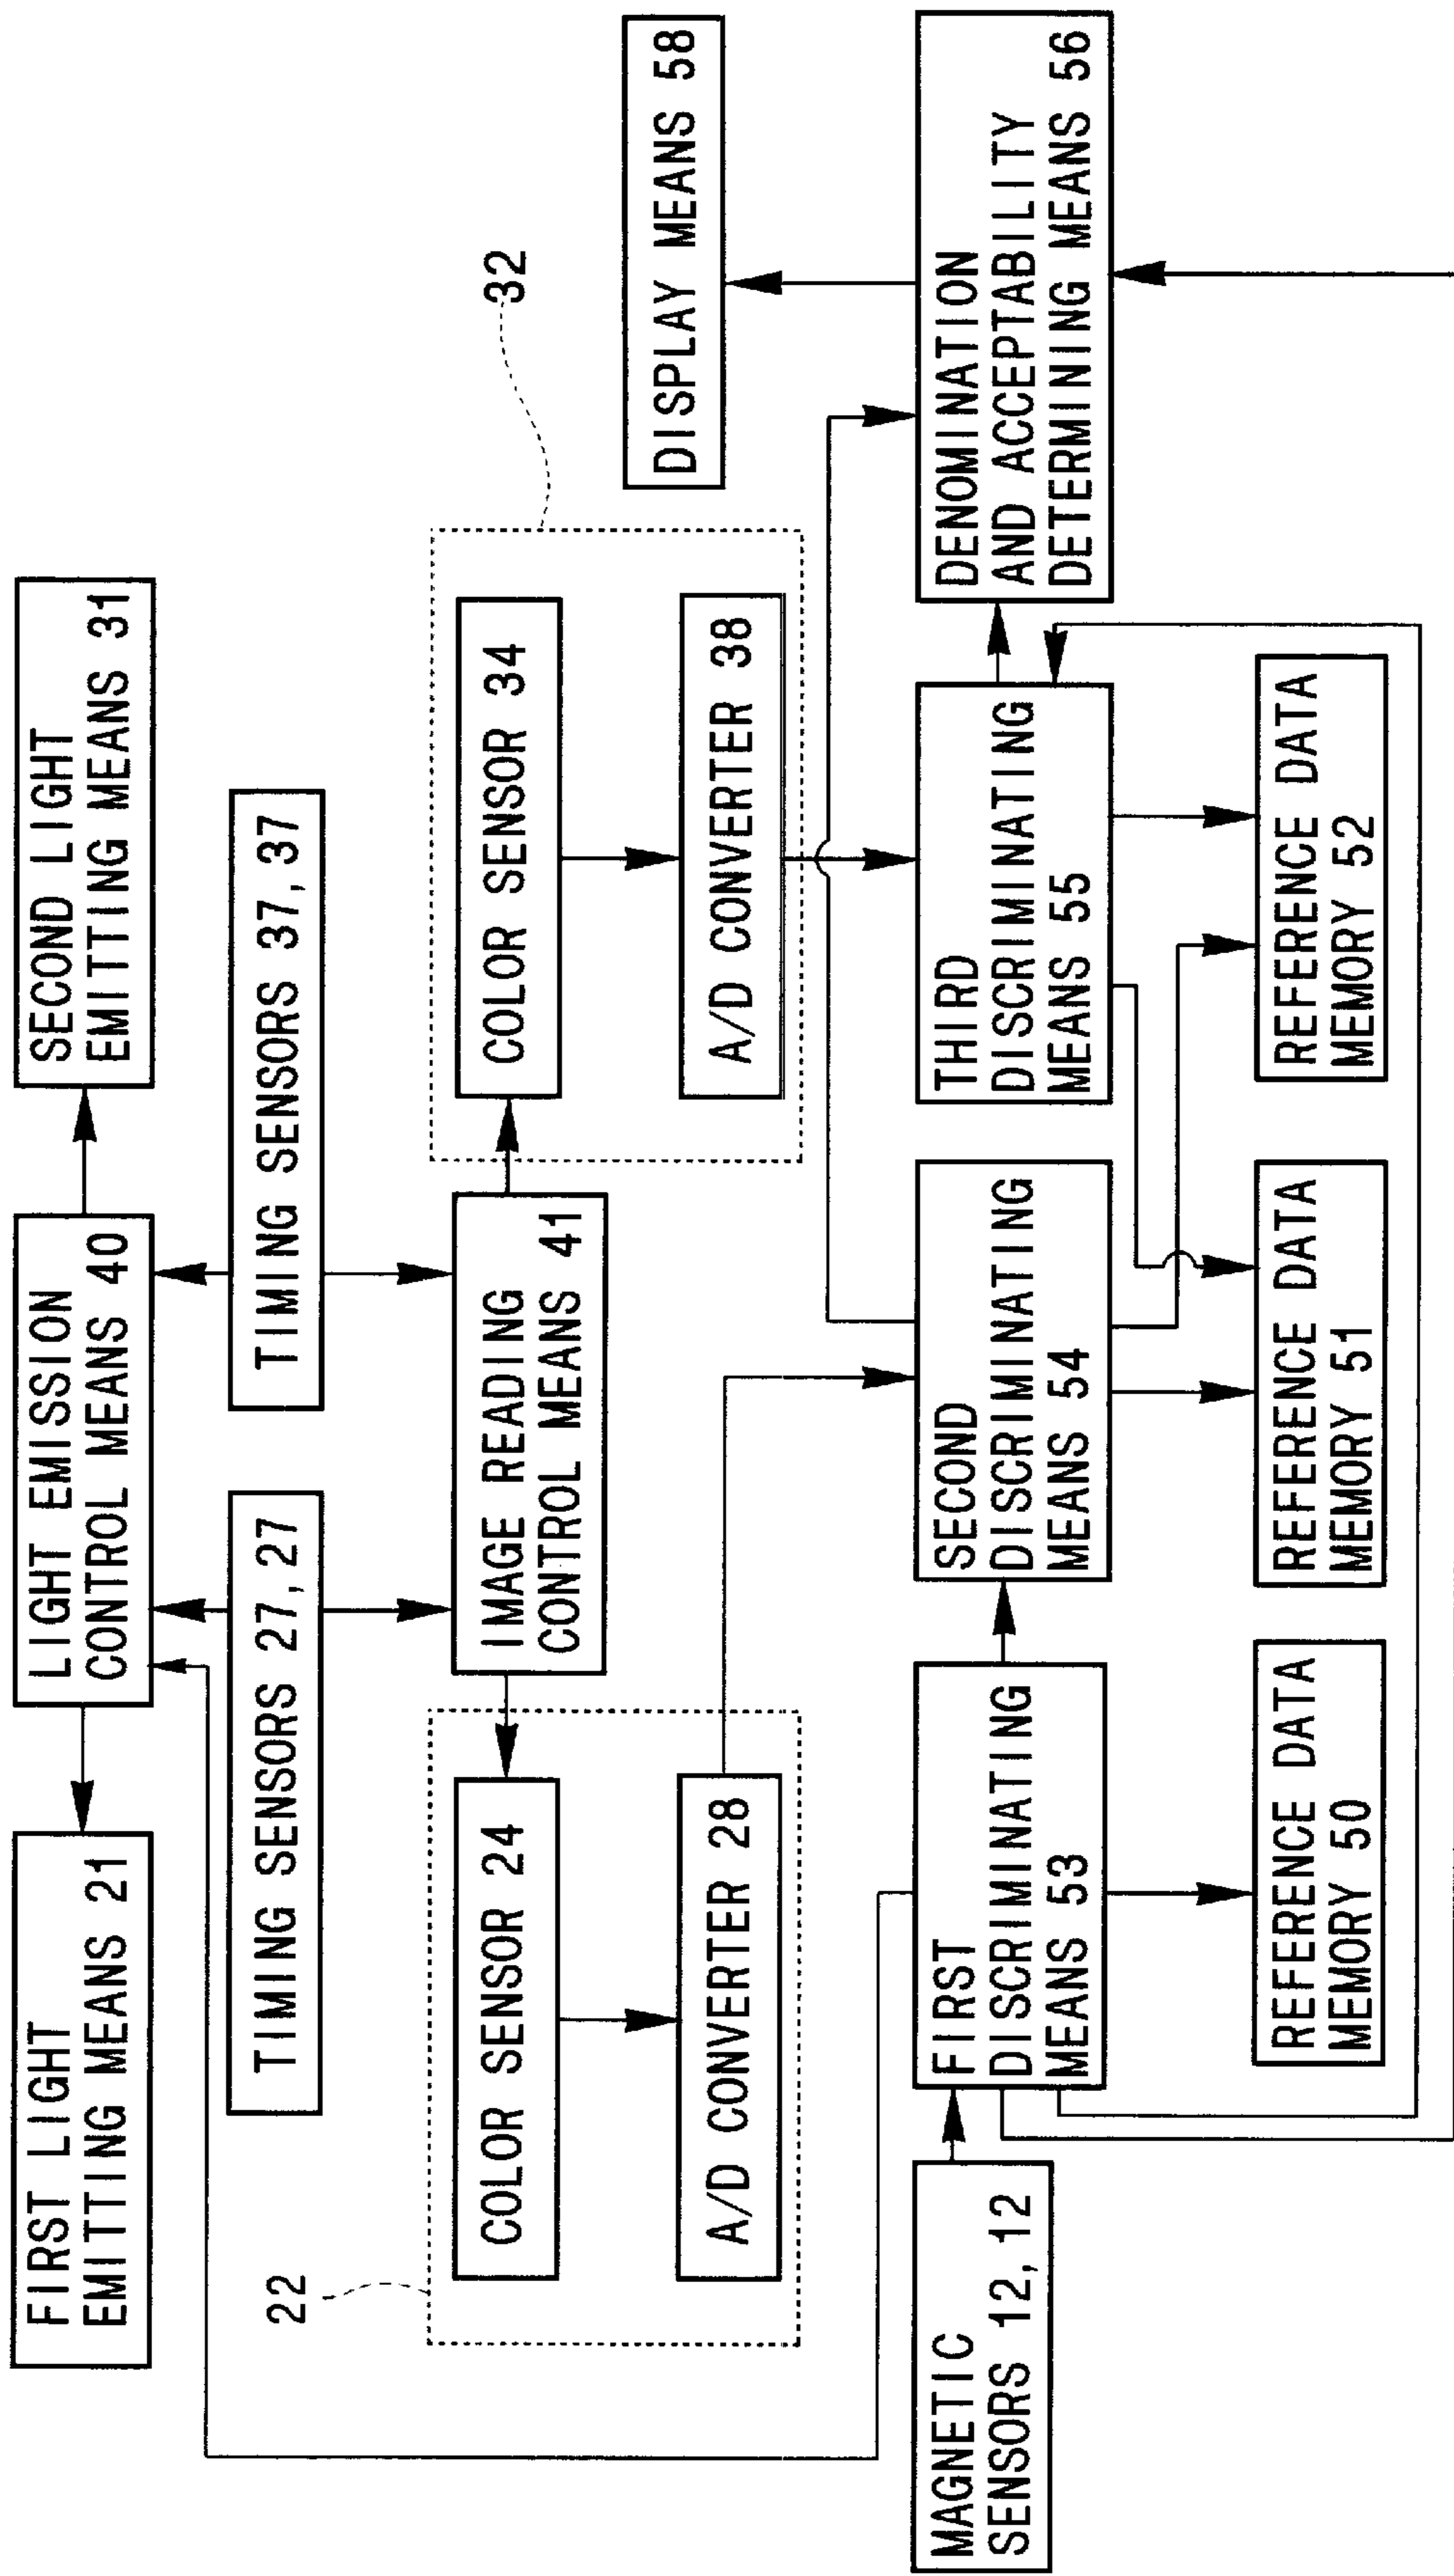 FIRST LIGHT
EMITTING MEANS 21
LIGHT EMISSION
CONTROL MEANS 40
SECOND LIGHT
EMITTING MEANS 31
TIMING SENSORS 27, 27
TIMING SENSORS 37, 37
22
IMAGE READING
CONTROL MEANS 41
32
COLOR SENSOR 24
COLOR SENSOR 34
A/D CONVERTER 28
A/D CONVERTER 38
DISPLAY MEANS 58
MAGNETIC
SENSORS 12, 12
FIRST
DISCRIMINATING
MEANS 53
SECOND
DISCRIMINATING
MEANS 54
THIRD
DISCRIMINATING
MEANS 55
DENOMINATION
AND ACCEPTABILITY
DETERMINING MEANS 56
REFERENCE DATA
MEMORY 50
REFERENCE DATA
MEMORY 51
REFERENCE DATA
MEMORY 52